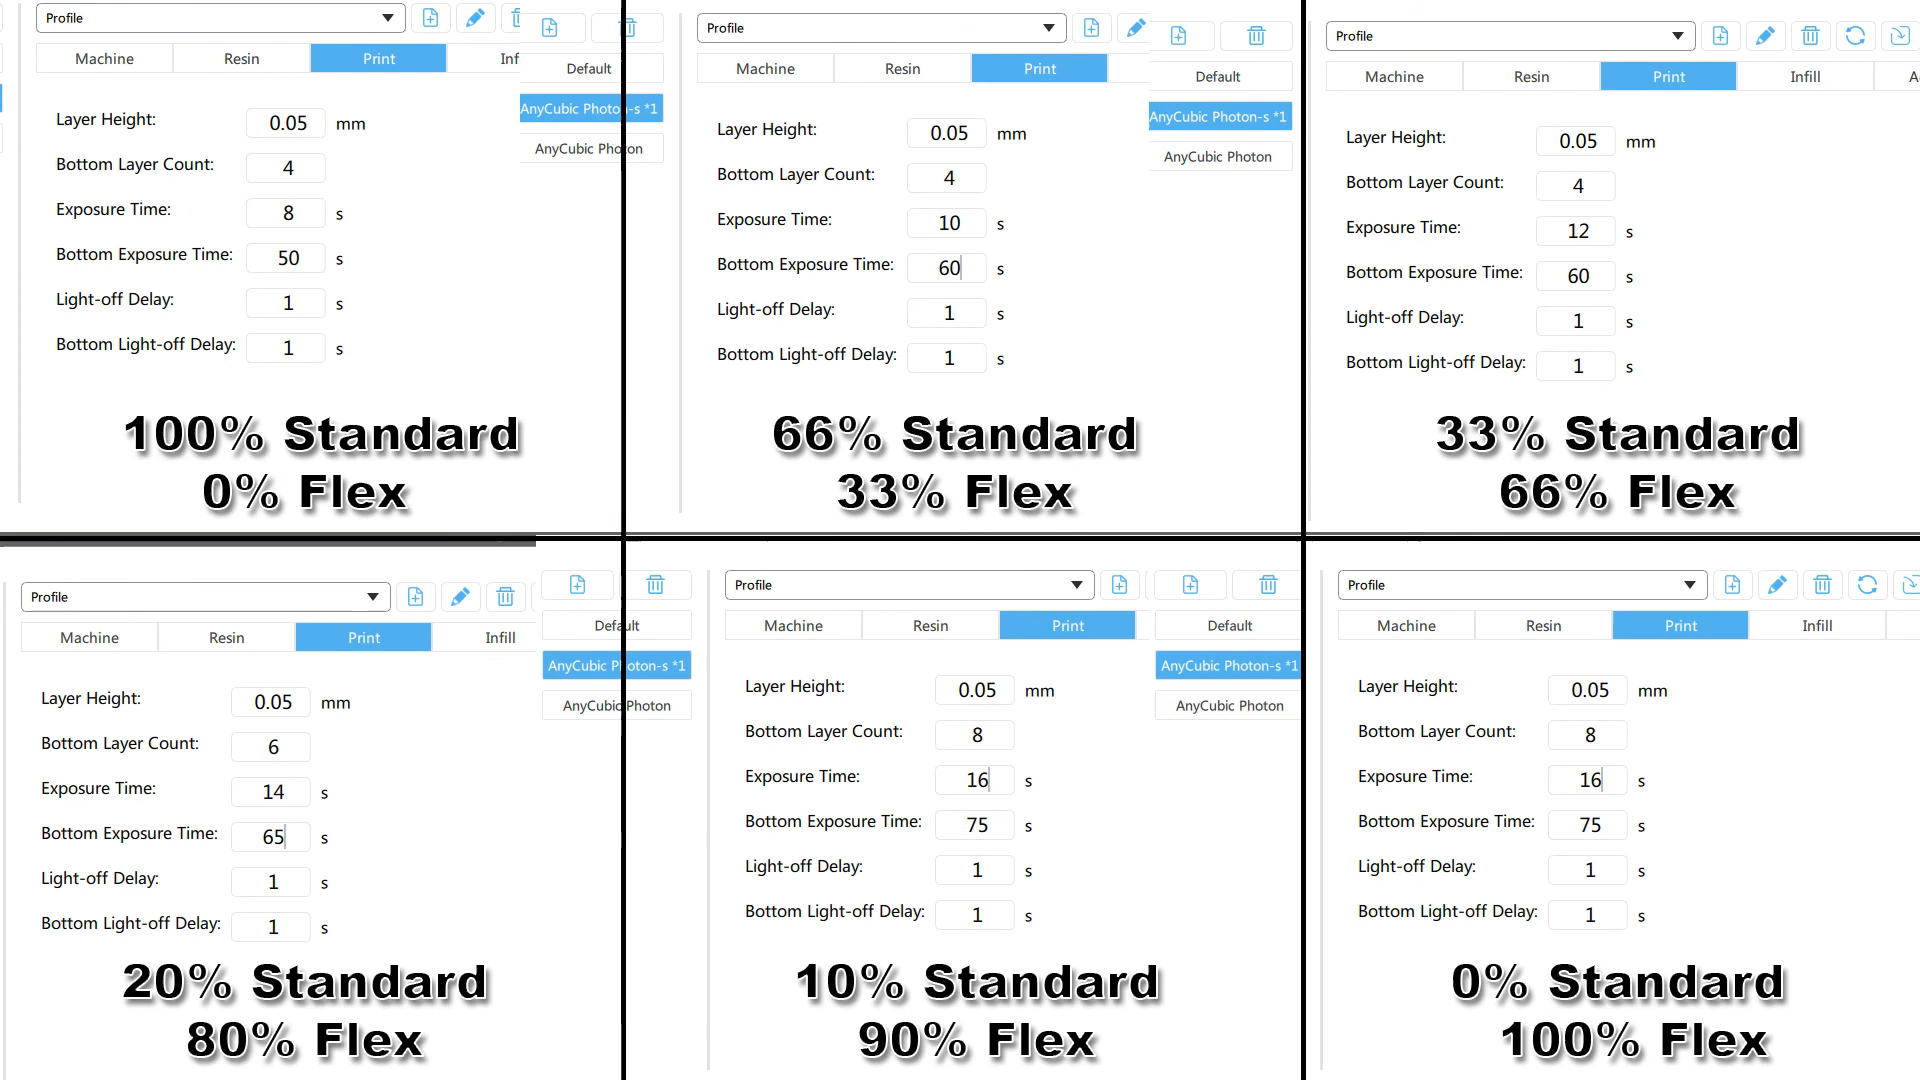 Profile
Machine Resin Print Inf
Layer Height: 0.05 mm
Bottom Layer Count: 4
Exposure Time: 8 s
Bottom Exposure Time: 50 s
Light-off Delay: 1 s
Bottom Light-off Delay: 1 s
Default
AnyCubic Photon-s *1
AnyCubic Photon
100% Standard
0% Flex
Profile
Machine Resin Print
Layer Height: 0.05 mm
Bottom Layer Count: 4
Exposure Time: 10 s
Bottom Exposure Time: 60 s
Light-off Delay: 1 s
Bottom Light-off Delay: 1 s
Default
AnyCubic Photon-s *1
AnyCubic Photon
66% Standard
33% Flex
Profile
Machine Resin Print Infill A
Layer Height: 0.05 mm
Bottom Layer Count: 4
Exposure Time: 12 s
Bottom Exposure Time: 60 s
Light-off Delay: 1 s
Bottom Light-off Delay: 1 s
33% Standard
66% Flex
Profile
Machine Resin Print Infill
Layer Height: 0.05 mm
Bottom Layer Count: 6
Exposure Time: 14 s
Bottom Exposure Time: 65 s
Light-off Delay: 1 s
Bottom Light-off Delay: 1 s
Default
AnyCubic Photon-s *1
AnyCubic Photon
20% Standard
80% Flex
Profile
Machine Resin Print
Layer Height: 0.05 mm
Bottom Layer Count: 8
Exposure Time: 16 s
Bottom Exposure Time: 75 s
Light-off Delay: 1 s
Bottom Light-off Delay: 1 s
Default
AnyCubic Photon-s *1
AnyCubic Photon
10% Standard
90% Flex
Profile
Machine Resin Print Infill
Layer Height: 0.05 mm
Bottom Layer Count: 8
Exposure Time: 16 s
Bottom Exposure Time: 75 s
Light-off Delay: 1 s
Bottom Light-off Delay: 1 s
0% Standard
100% Flex